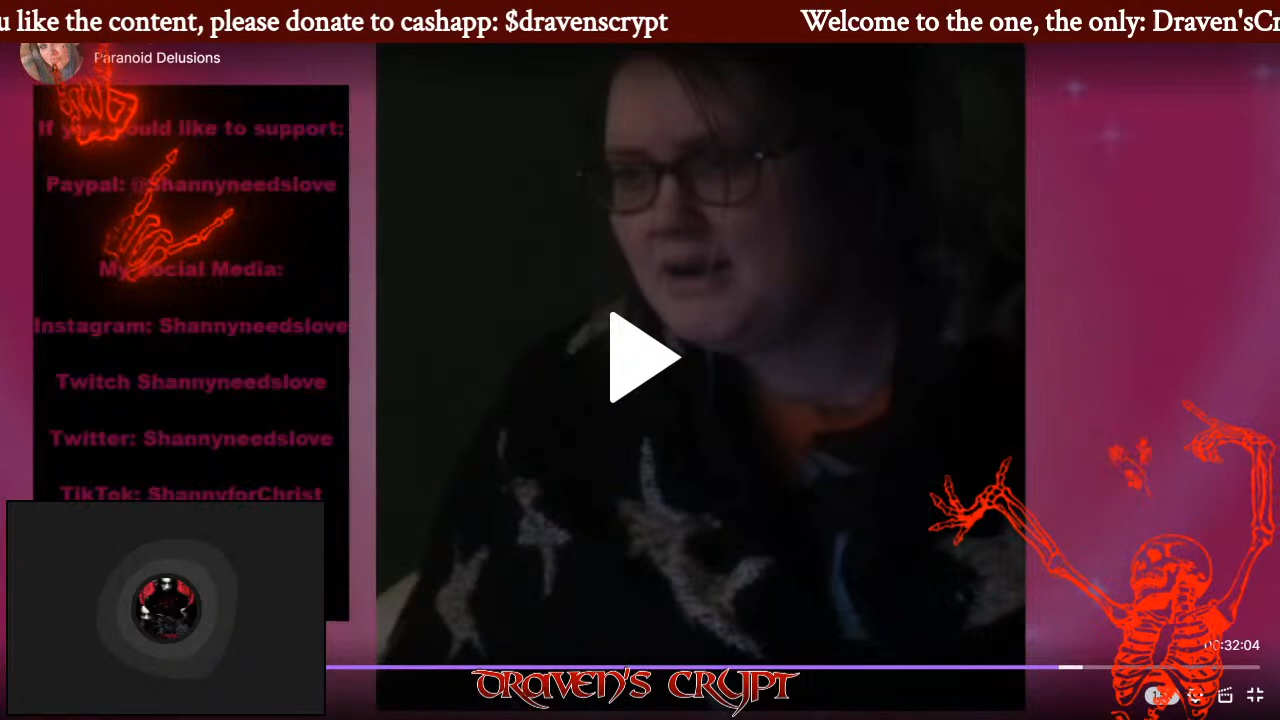 u like the content, please donate to cashapp: $dravenscrypt Welcome to the one, the only: Draven'sCr
Paranoid Delusions
If you would like to support:
Paypal: @Shannyneedslove
My Social Media:
Instagram: Shannyneedslove
Twitch Shannyneedslove
Twitter: Shannyneedslove
TikTok: ShannyforChrist
00:32:04
Draven's Crypt